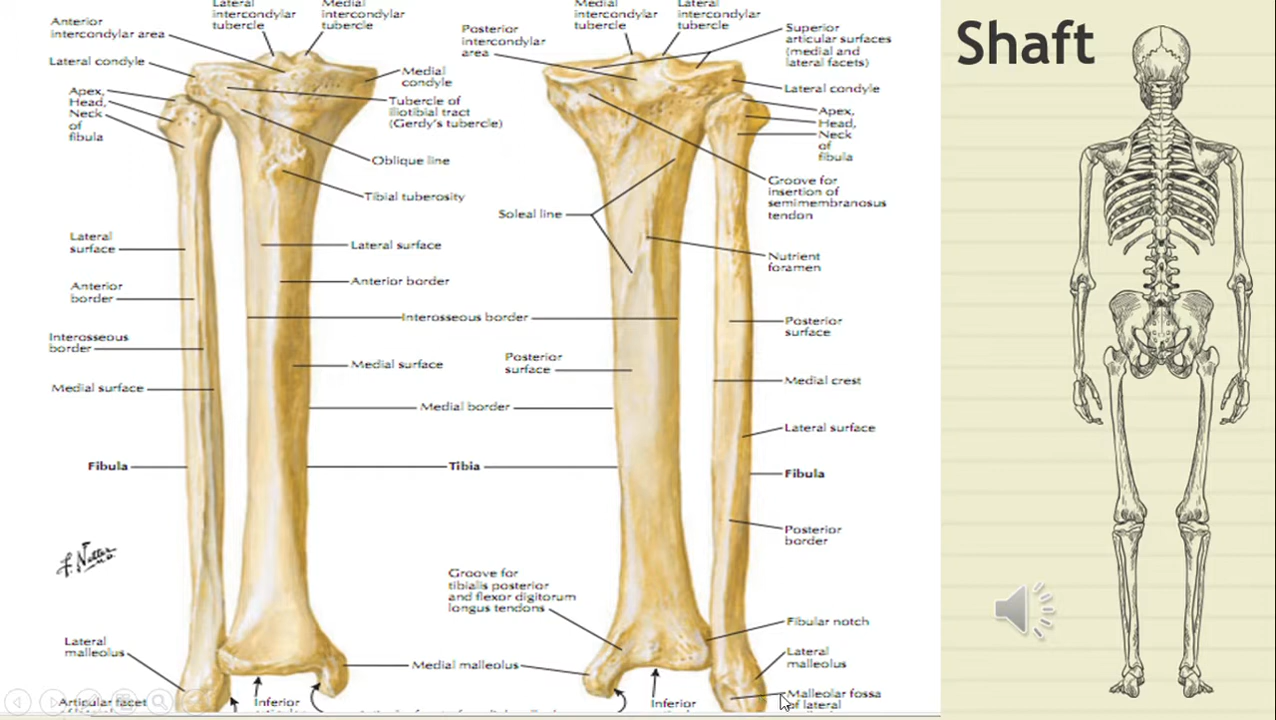 Lateral
intercondylar
tubercle
Medial
intercondylar
tubercle
Anterior
intercondylar area
Lateral condyle
Apex,
Head,
Neck
of
fibula
Medial
condyle
Tubercle of
iliotibial tract
(Gerdy's tubercle)
Oblique line
Tibial tuberosity
Lateral
surface
Lateral surface
Anterior
border
Anterior border
Interosseous
border
Interosseous border
Medial surface
Medial surface
Medial border
Fibula
Tibia
F. Netter
M.D.
Lateral
malleolus
Medial malleolus
Articular facet
Inferior
Medial
intercondylar
tubercle
Lateral
intercondylar
tubercle
Posterior
intercondylar
area
Superior
articular surfaces
(medial and
lateral facets)
Lateral condyle
Apex,
Head,
Neck
of
fibula
Groove for
insertion of
semimembranosus
tendon
Soleal line
Nutrient
foramen
Posterior
surface
Posterior
surface
Medial crest
Lateral surface
Fibula
Posterior
border
Groove for
tibialis posterior
and flexor digitorum
longus tendons
Fibular notch
Lateral
malleolus
Malleolar fossa
of lateral
Inferior
Shaft